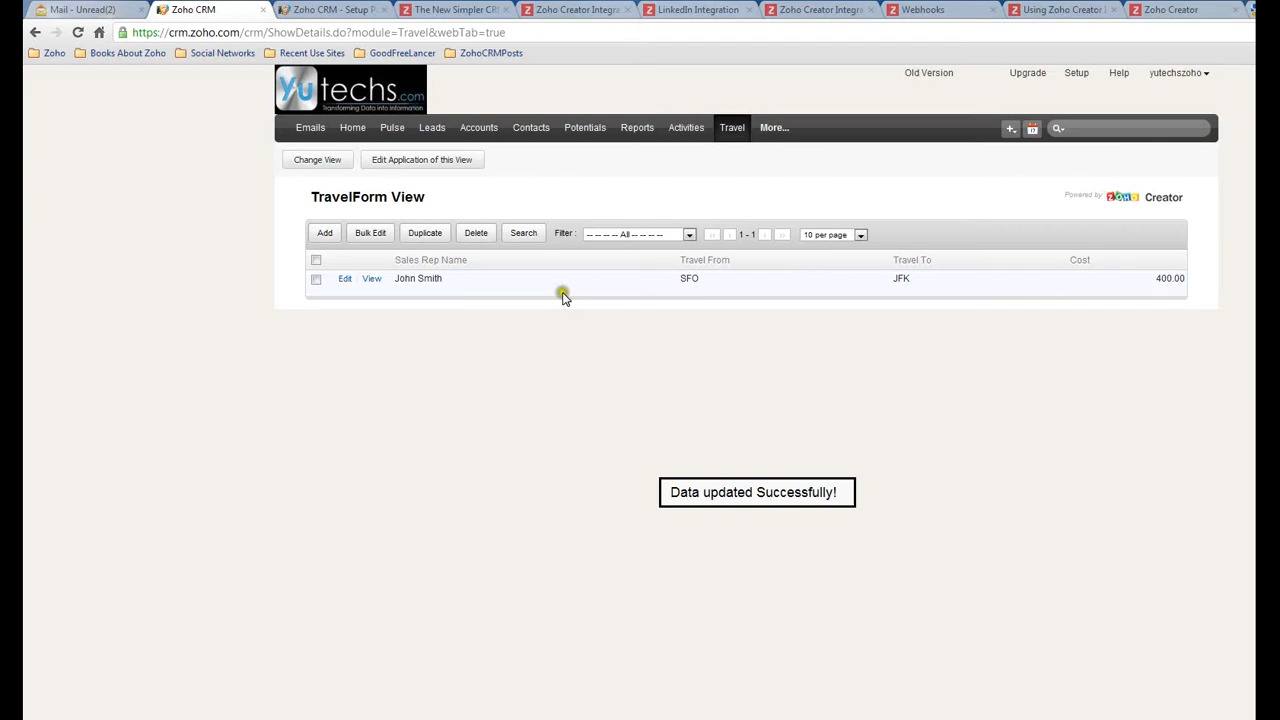 Mail - Unread(2)
Zoho CRM
Zoho CRM - Setup P
The New Simpler CR
Zoho Creator Integra
LinkedIn Integration
Zoho Creator Integra
Webhooks
Using Zoho Creator
Zoho Creator
https://crm.zoho.com/crm/ShowDetails.do?module=Travel&webTab=true
Zoho
Books About Zoho
Social Networks
Recent Use Sites
GoodFreeLancer
ZohoCRMPosts
Yutechs.com
Transforming Data into Information
Old Version
Upgrade
Setup
Help
yutechszoho
Emails
Home
Pulse
Leads
Accounts
Contacts
Potentials
Reports
Activities
Travel
More...
Change View
Edit Application of this View
TravelForm View
Powered by ZOHO Creator
Add
Bulk Edit
Duplicate
Delete
Search
Filter :
-- -- -- -- All -- -- -- --
1 - 1
10 per page
Sales Rep Name
Travel From
Travel To
Cost
Edit
View
John Smith
SFO
JFK
400.00
Data updated Successfully!